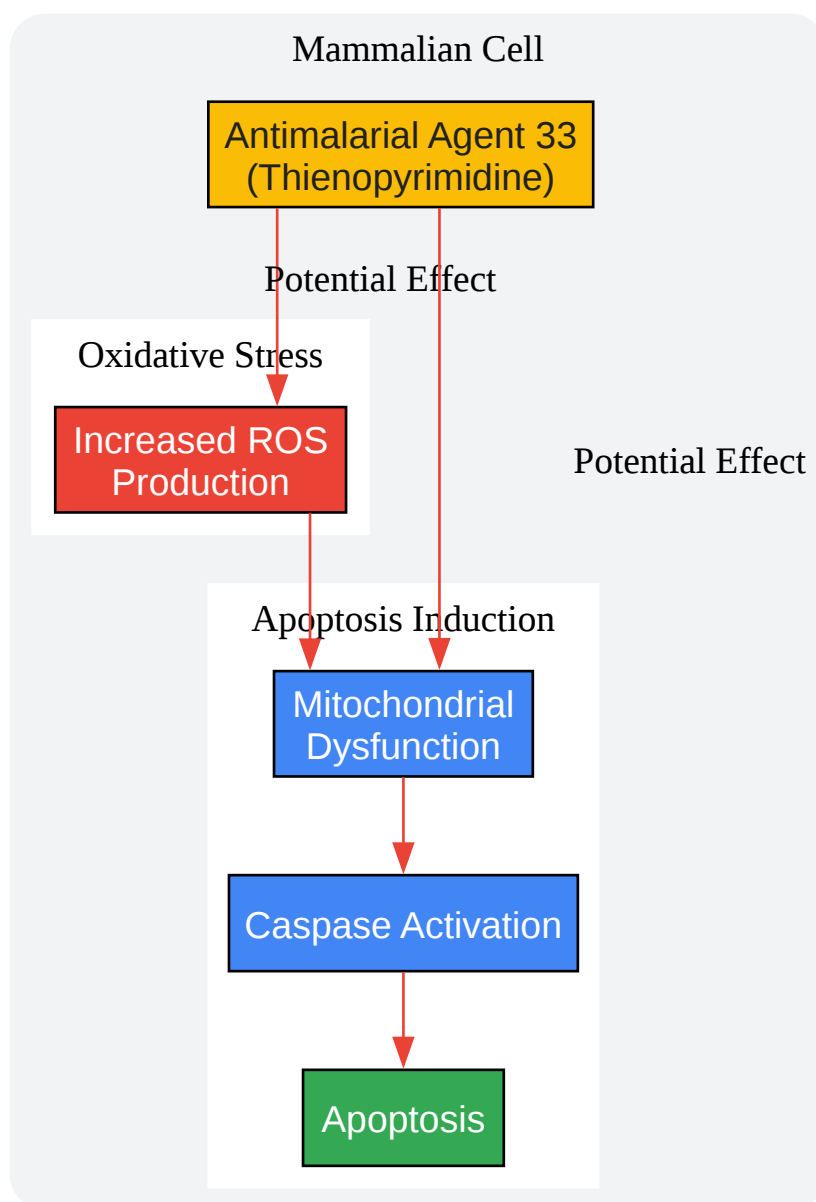 Mammalian Cell
Antimalarial Agent 33
(Thienopyrimidine)
Potential Effect
Oxidative Stress
Increased ROS
Production
Potential Effect
Apoptosis Induction
Mitochondrial
Dysfunction
Caspase Activation
Apoptosis